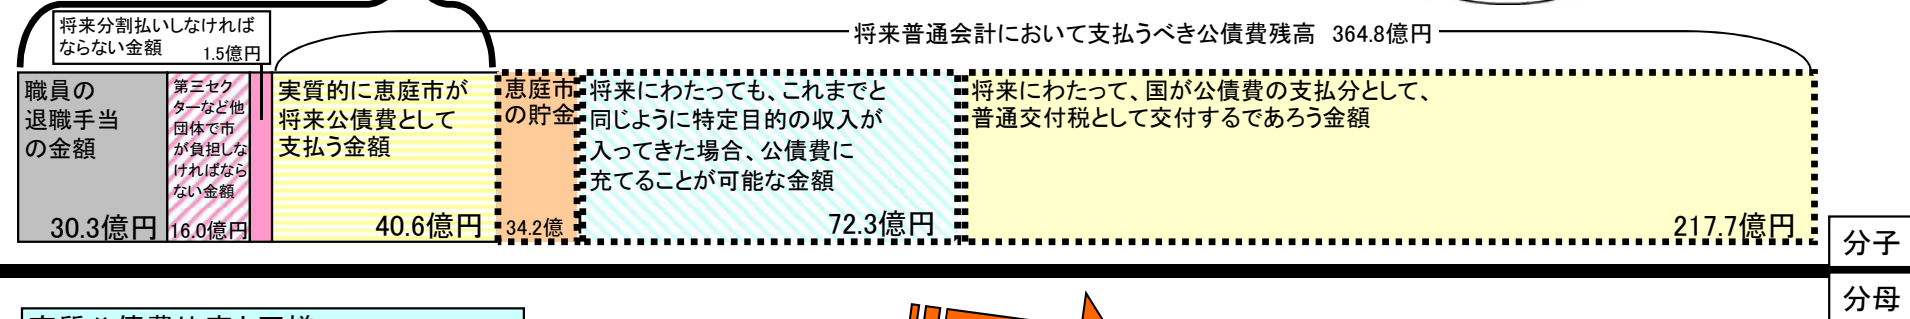 将来分割払いしなければ
ならない金額
1.5億円
将来普通会計において支払うべき公債費残高 364.8億円
職員の
退職手当
の金額
30.3億円
第三セク
ターなど他
団体で市
が負担しな
ければなら
ない金額
16.0億円
実質的に恵庭市が
将来公債費として
支払う金額
40.6億円
恵庭市
の貯金
34.2億
将来にわたっても、これまでと
同じように特定目的の収入が
入ってきた場合、公債費に
充てることが可能な金額
72.3億円
将来にわたって、国が公債費の支払分として、
普通交付税として交付するであろう金額
217.7億円
分子
分母